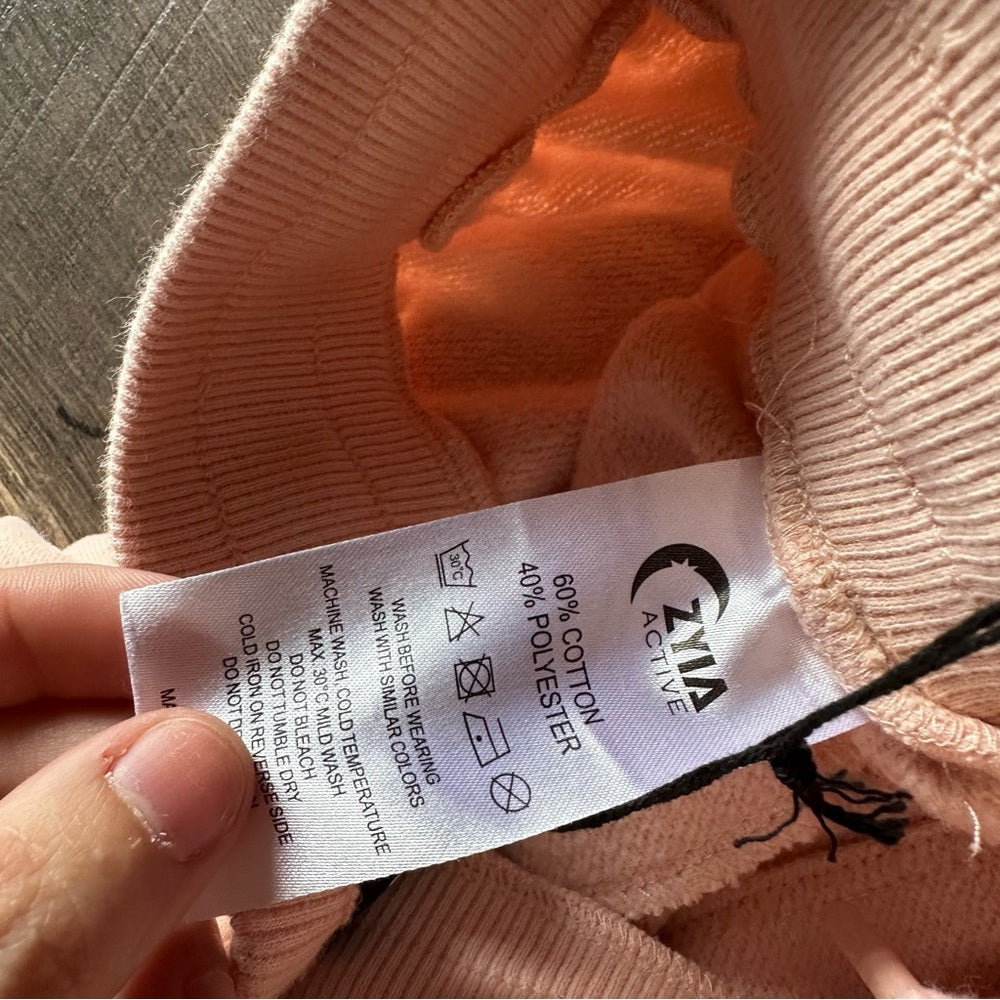 ZYIA
ACTIVE
60% COTTON
40% POLYESTER
30°C
WASH BEFORE WEARING
WASH WITH SIMILAR COLORS
MACHINE WASH COLD TEMPERATURE
MAX 30°C MILD WASH
DO NOT BLEACH
DO NOT TUMBLE DRY
COLD IRON ON REVERSE SIDE
DO NOT